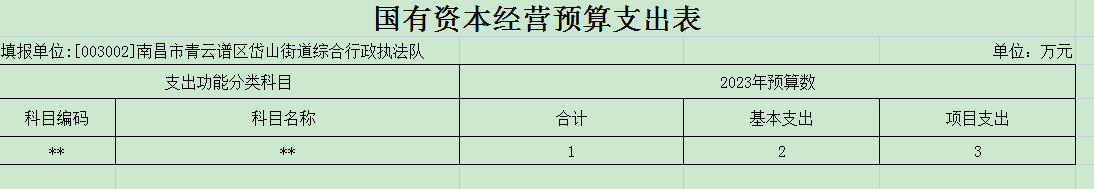 国有资本经营预算支出表
填报单位:[003002]南昌市青云谱区岱山街道综合行政执法队 单位：万元
支出功能分类科目 2023年预算数
科目编码 科目名称 合计 基本支出 项目支出
** ** 1 2 3